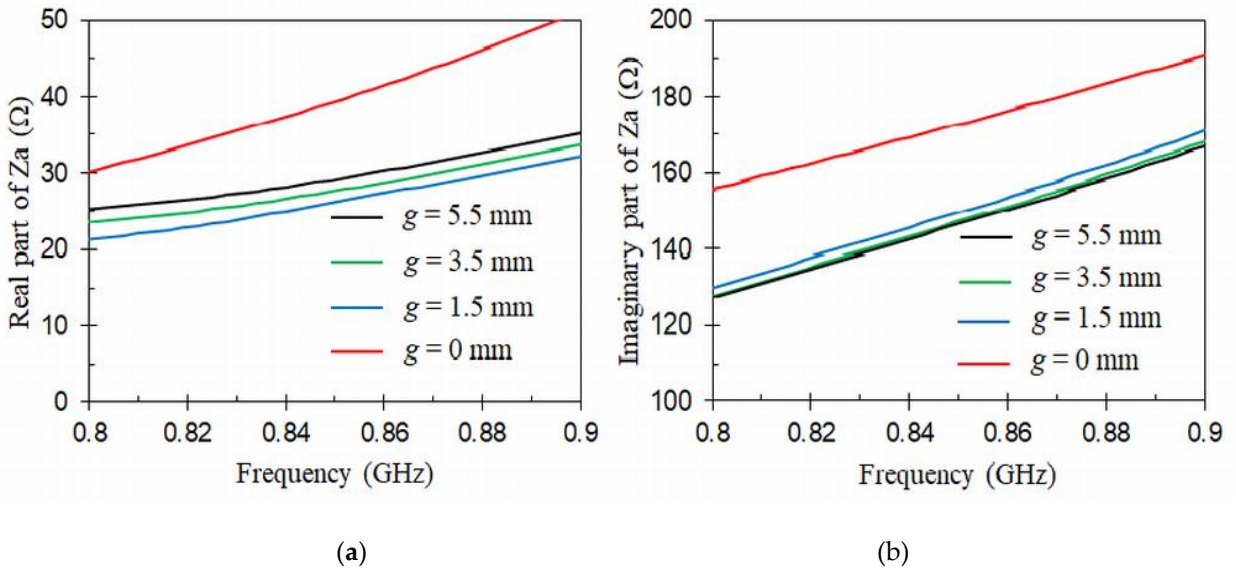 50
40
30
20
10
0
Real part of Za (Ω)
g = 5.5 mm
g = 3.5 mm
g = 1.5 mm
g = 0 mm
0.8 0.82 0.84 0.86 0.88 0.9
Frequency (GHz)
(a)
200
180
160
140
120
100
Imaginary part of Za (Ω)
g = 5.5 mm
g = 3.5 mm
g = 1.5 mm
g = 0 mm
0.8 0.82 0.84 0.86 0.88 0.9
Frequency (GHz)
(b)